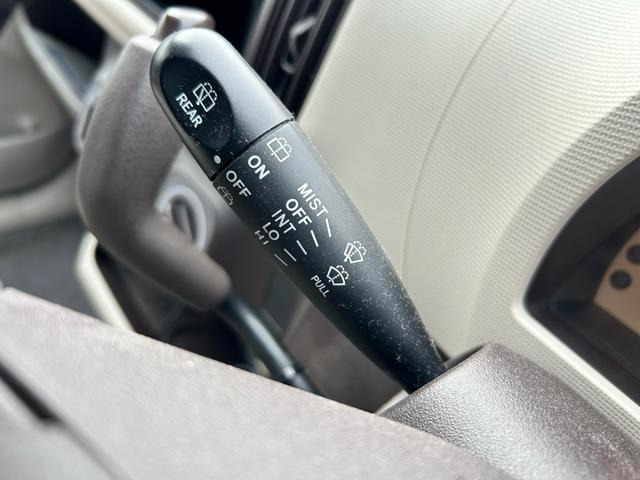 REAR
ON
OFF
MIST
OFF
INT
LO
HI
PULL